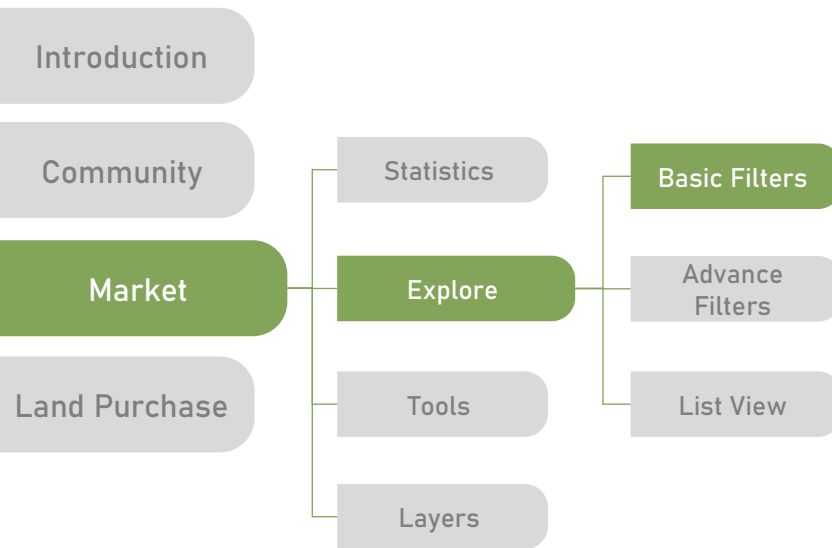 Introduction
Community
Market
Land Purchase
Statistics
Explore
Tools
Layers
Basic Filters
Advance
Filters
List View